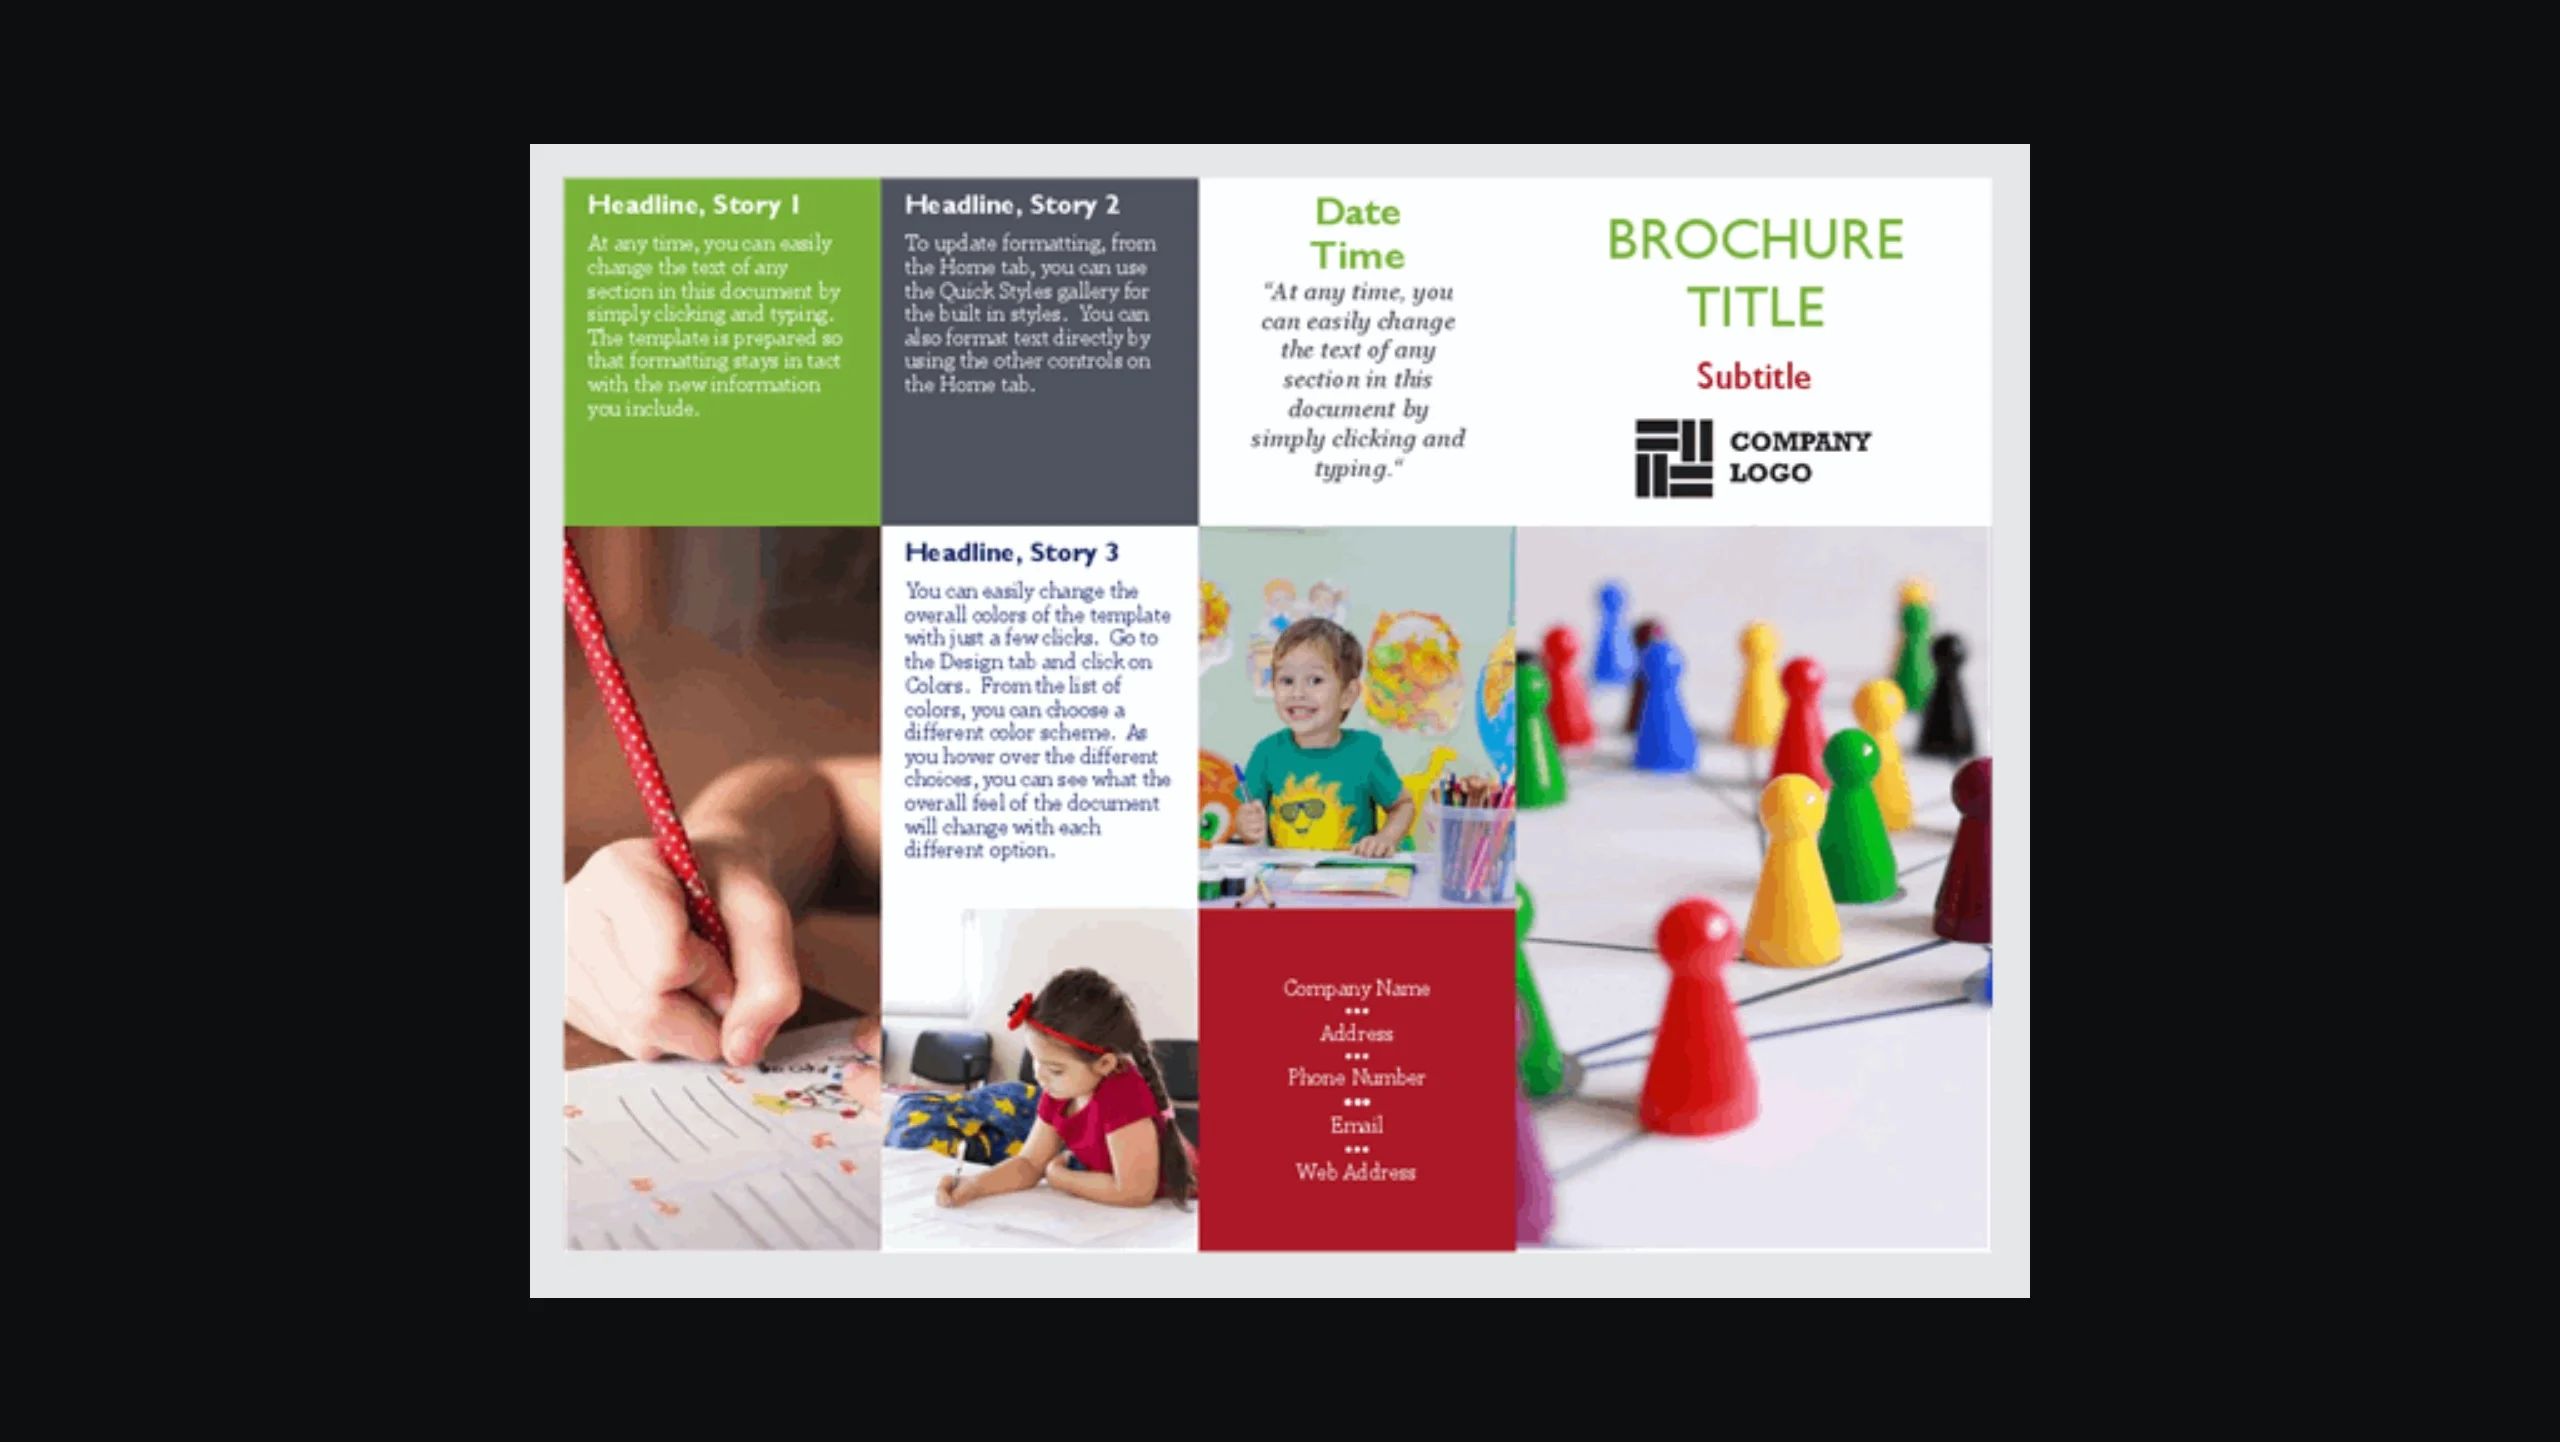 Headline, Story 1
At any time, you can easily
change the text of any
section in this document by
simply clicking and typing.
The template is prepared so
that formatting stays in tact
with the new information
you include.
Headline, Story 2
To update formatting, from
the Home tab, you can use
the Quick Styles gallery for
the built in styles.  You can
also format text directly by
using the other controls on
the Home tab.
Headline, Story 3
You can easily change the
overall colors of the template
with just a few clicks.  Go to
the Design tab and click on
Colors.  From the list of
colors, you can choose a
different color scheme.  As
you hover over the different
choices, you can see what the
overall feel of the document
will change with each
different option.
Date
Time
“At any time, you
can easily change
the text of any
section in this
document by
simply clicking and
typing.“
Company Name
•••
Address
•••
Phone Number
•••
Email
•••
Web Address
BROCHURE
TITLE
Subtitle
COMPANY
LOGO